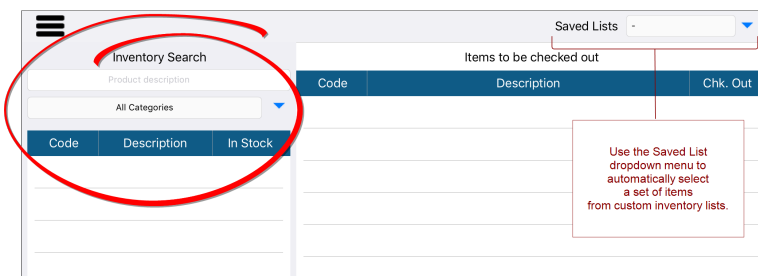 Saved Lists -
Inventory Search
Items to be checked out
Product description
Code Description Chk. Out
All Categories
Code Description In Stock
Use the Saved List
dropdown menu to
automatically select
a set of items
from custom inventory lists.